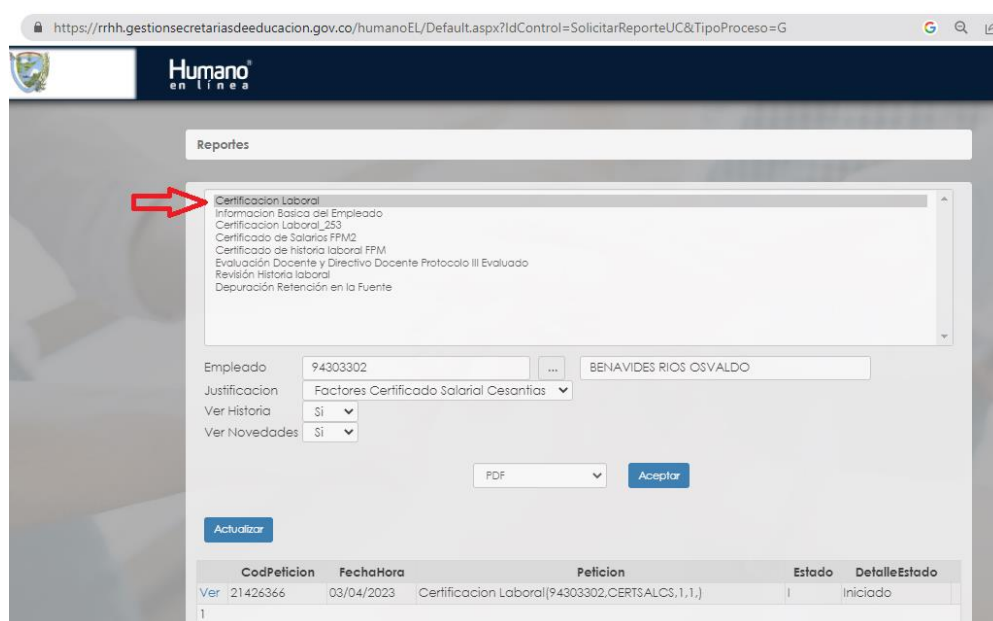 https://rrhh.gestionsecretariasdeeducacion.gov.co/humanoEL/Default.aspx?IdControl=SolicitarReporteUC&TipoProceso=G
Humano®
en línea
Reportes
Certificacion Laboral
Informacion Basica del Empleado
Certificacion Laboral_253
Certificado de Salarios FPM2
Certificado de historia laboral FPM
Evaluación Docente y Directivo Docente Protocolo III Evaluado
Revisión Historia laboral
Depuración Retención en la Fuente
Empleado 94303302 ... BENAVIDES RIOS OSVALDO
Justificacion Factores Certificado Salarial Cesantias
Ver Historia Si
Ver Novedades Si
PDF Aceptar
Actualizar
CodPeticion FechaHora Peticion Estado DetalleEstado
Ver 21426366 03/04/2023 Certificacion Laboral(94303302,CERTSALCS,1,1,) I Iniciado
1